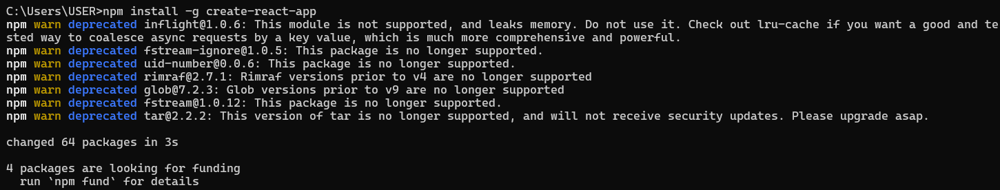 C:\Users\USER>npm install -g create-react-app
npm warn deprecated inflight@1.0.6: This module is not supported, and leaks memory. Do not use it. Check out lru-cache if you want a good and te
sted way to coalesce async requests by a key value, which is much more comprehensive and powerful.
npm warn deprecated fstream-ignore@1.0.5: This package is no longer supported.
npm warn deprecated uid-number@0.0.6: This package is no longer supported.
npm warn deprecated rimraf@2.7.1: Rimraf versions prior to v4 are no longer supported
npm warn deprecated glob@7.2.3: Glob versions prior to v9 are no longer supported
npm warn deprecated fstream@1.0.12: This package is no longer supported.
npm warn deprecated tar@2.2.2: This version of tar is no longer supported, and will not receive security updates. Please upgrade asap.
changed 64 packages in 3s
4 packages are looking for funding
  run `npm fund` for details